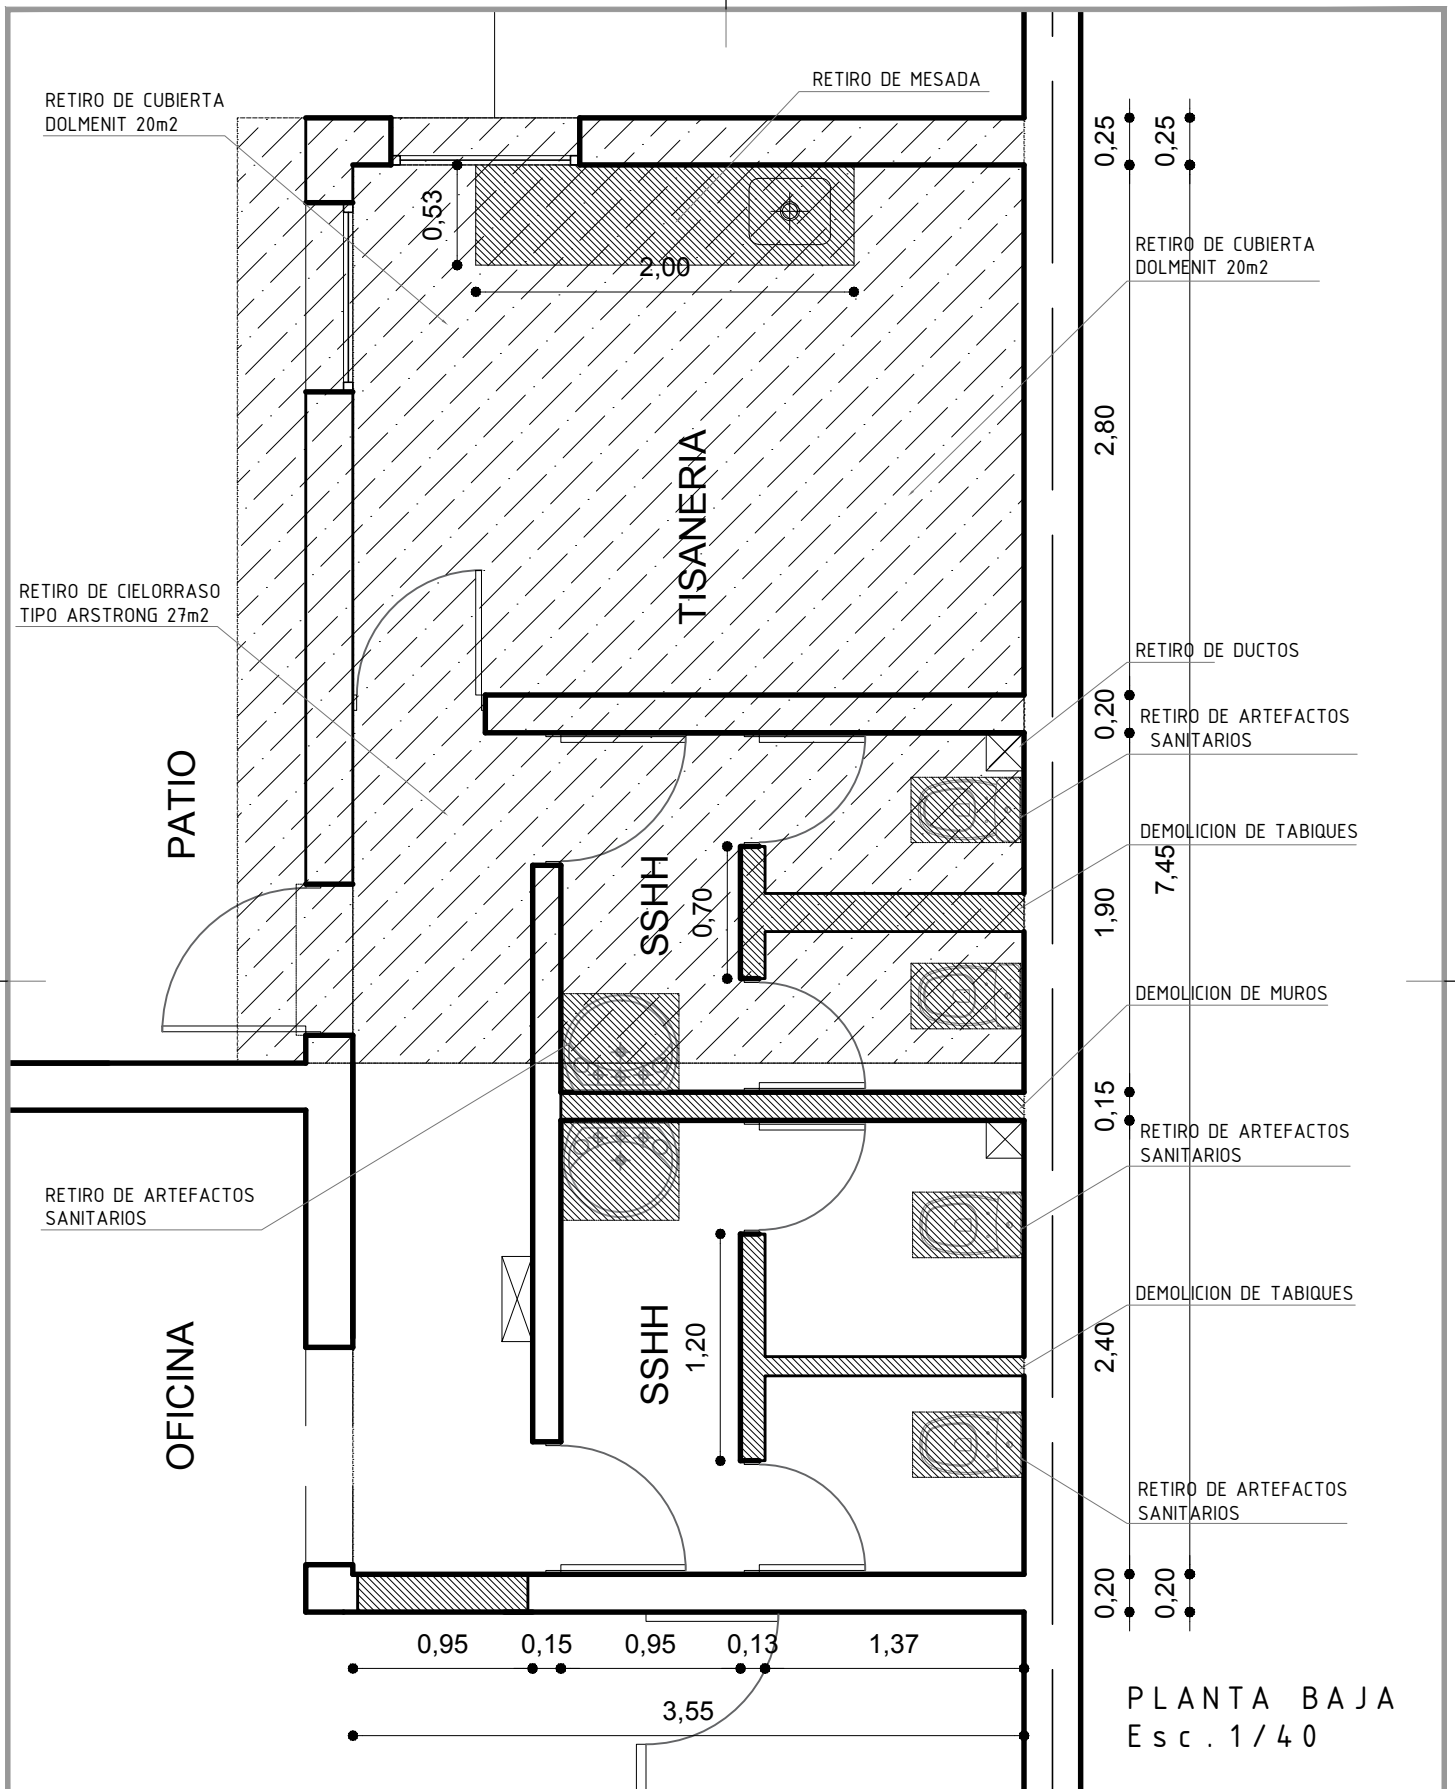 RETIRO DE MESADA
RETIRO DE CUBIERTA
DOLMENIT 20m2
0,25
0,25
0,53
2,00
RETIRO DE CUBIERTA
DOLMENIT 20m2
2,80
TISANERIA
RETIRO DE CIELORRASO
TIPO ARSTRONG 27m2
RETIRO DE DUCTOS
0,20
RETIRO DE ARTEFACTOS
SANITARIOS
PATIO
DEMOLICION DE TABIQUES
7,45
SSHH
0,70
1,90
DEMOLICION DE MUROS
0,15
RETIRO DE ARTEFACTOS
SANITARIOS
RETIRO DE ARTEFACTOS
SANITARIOS
DEMOLICION DE TABIQUES
OFICINA
SSHH
1,20
2,40
RETIRO DE ARTEFACTOS
SANITARIOS
0,20
0,20
0,95
0,15
0,95
0,13
1,37
3,55
PLANTA BAJA
Esc. 1/40